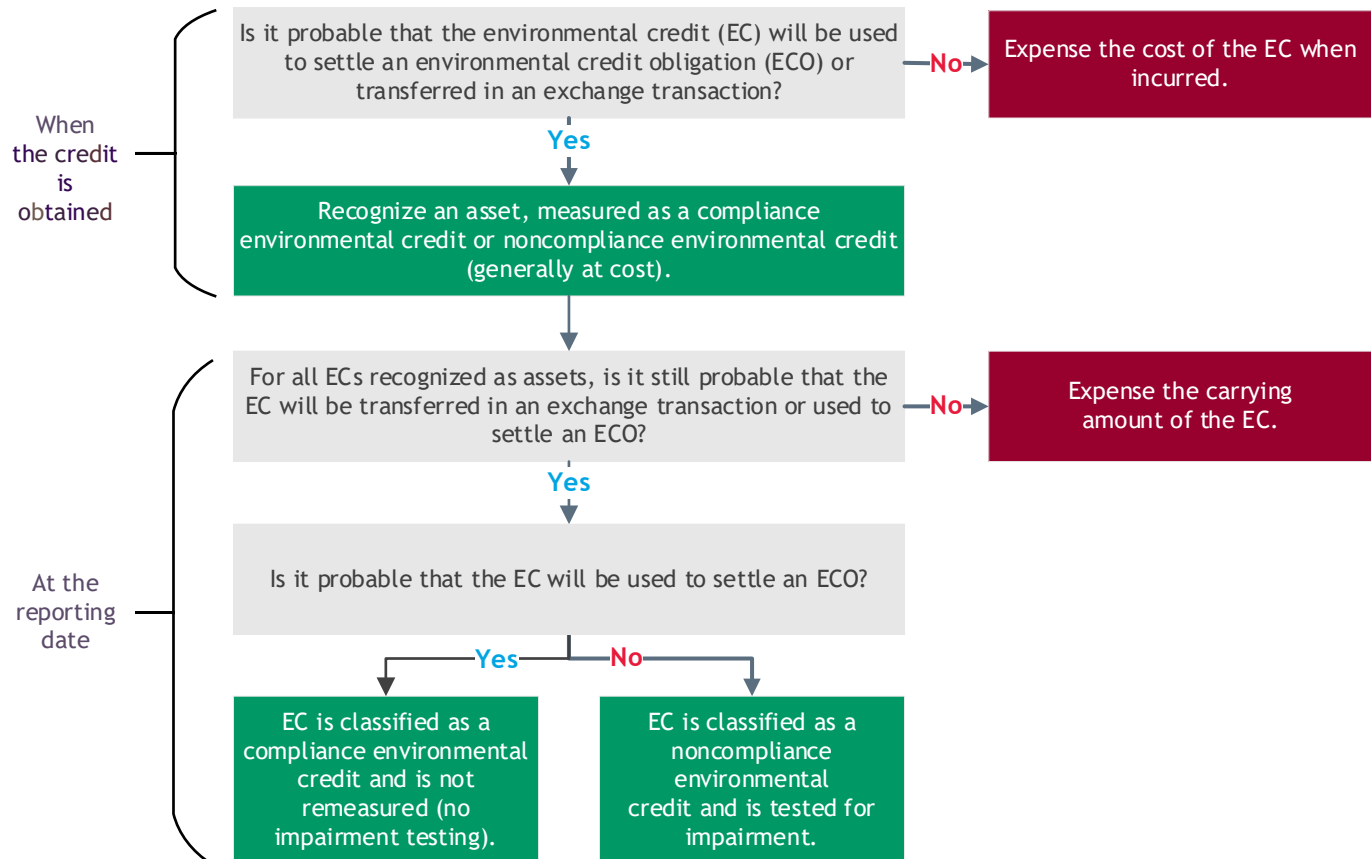 Is it probable that the environmental credit (EC) will be used
to settle an environmental credit obligation (ECO) or
transferred in an exchange transaction?
No
Expense the cost of the EC when
incurred.
When
the credit
is
obtained
Yes
Recognize an asset, measured as a compliance
environmental credit or noncompliance environmental credit
(generally at cost).
For all ECs recognized as assets, is it still probable that the
EC will be transferred in an exchange transaction or used to
settle an ECO?
No
Expense the carrying
amount of the EC.
Yes
At the
reporting
date
Is it probable that the EC will be used to settle an ECO?
Yes
No
EC is classified as a
compliance environmental
credit and is not
remeasured (no
impairment testing).
EC is classified as a
noncompliance
environmental
credit and is tested for
impairment.